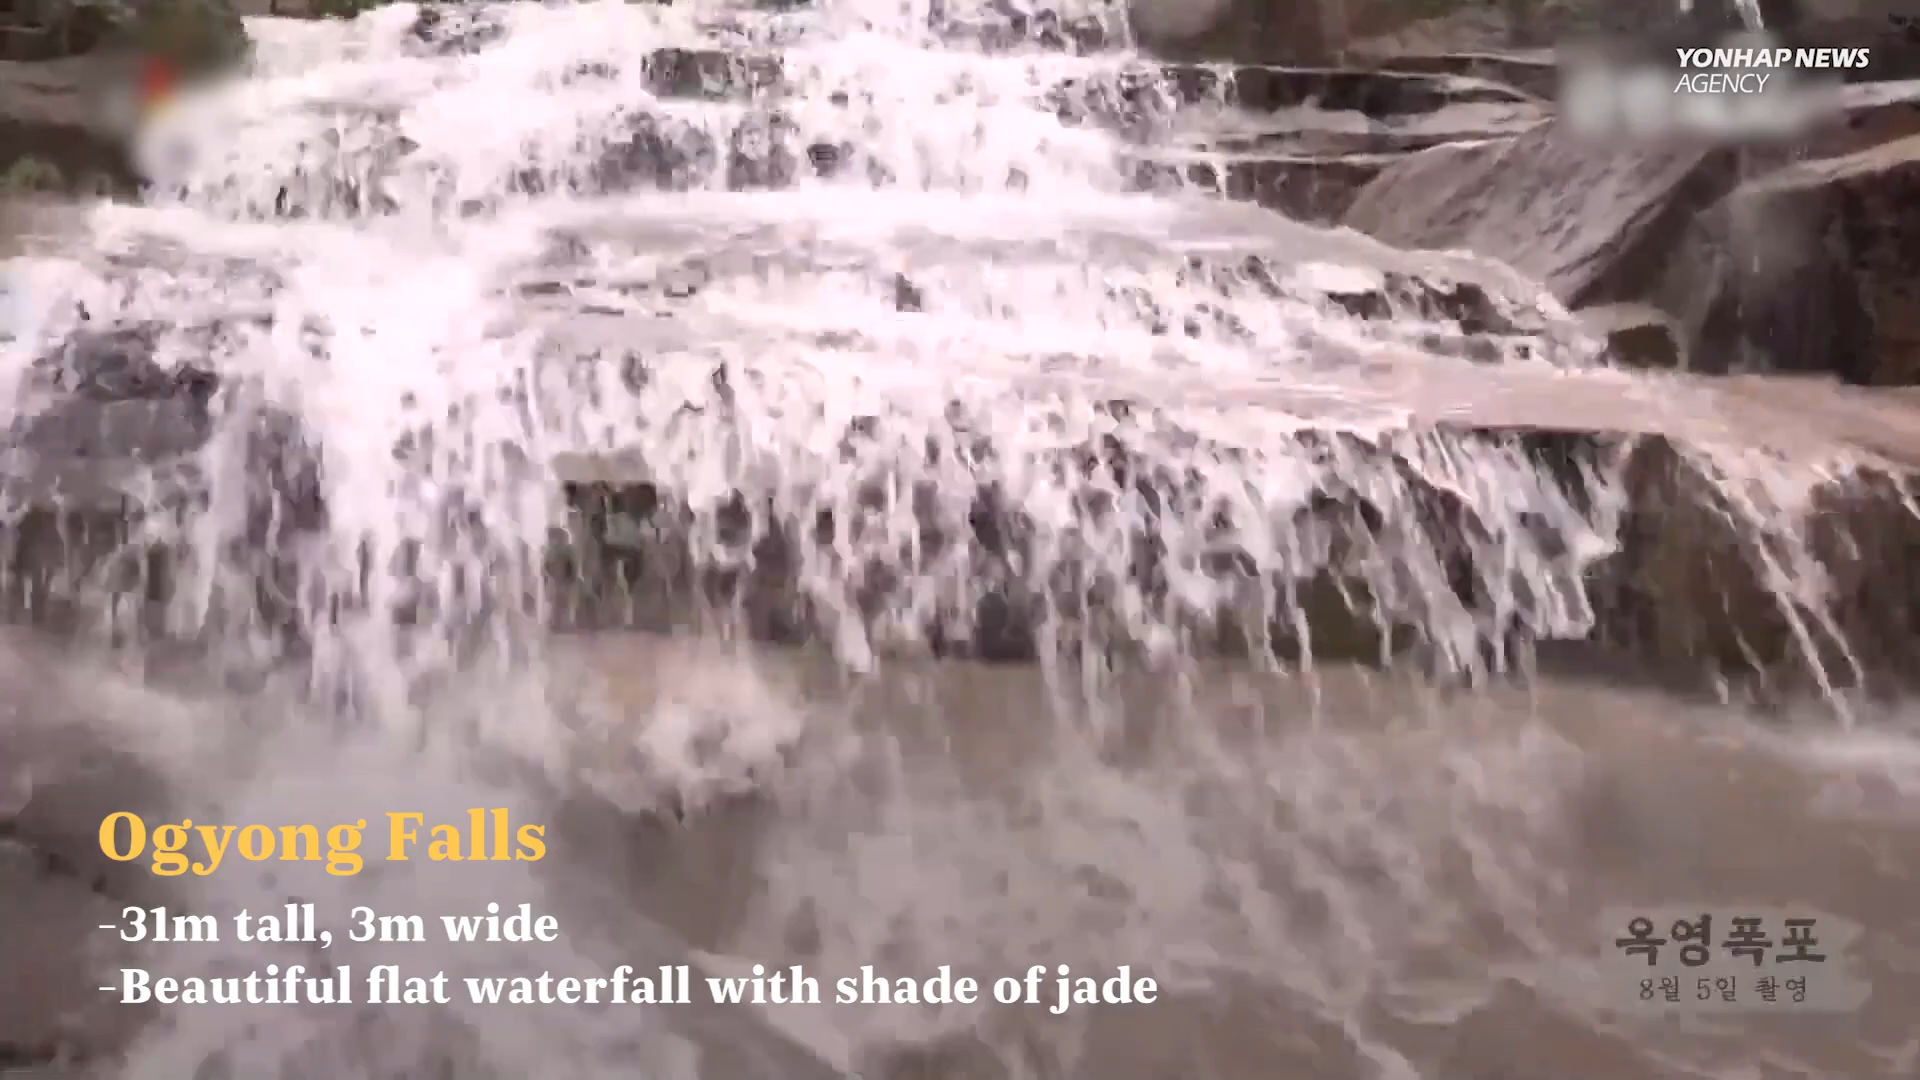 YONHAP NEWS
AGENCY
Ogyong Falls
-31m tall, 3m wide
-Beautiful flat waterfall with shade of jade
옥영폭포
8월 5일 촬영